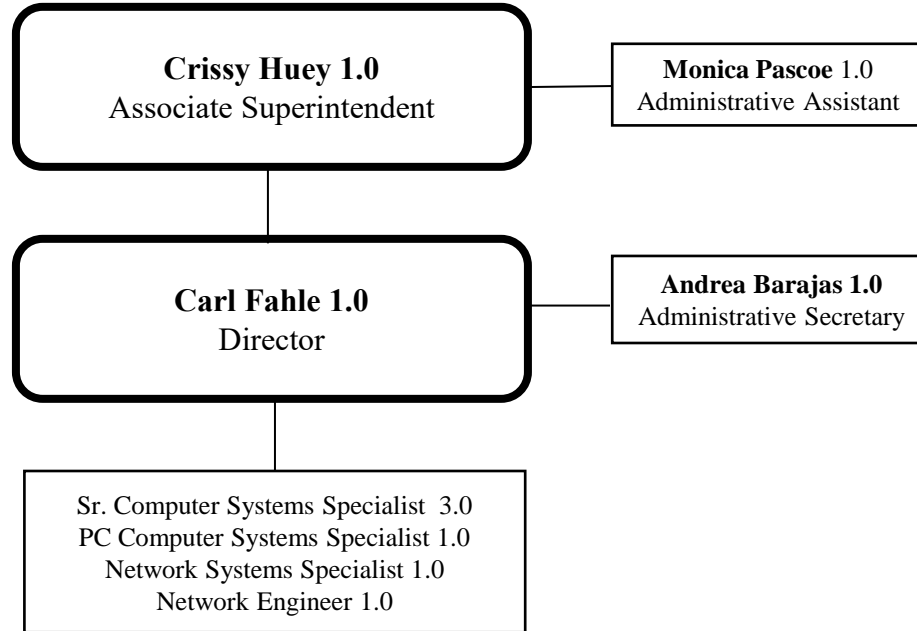 Crissy Huey 1.0
Associate Superintendent
Monica Pascoe 1.0
Administrative Assistant
Carl Fahle 1.0
Director
Andrea Barajas 1.0
Administrative Secretary
Sr. Computer Systems Specialist  3.0
PC Computer Systems Specialist 1.0
Network Systems Specialist 1.0
Network Engineer 1.0